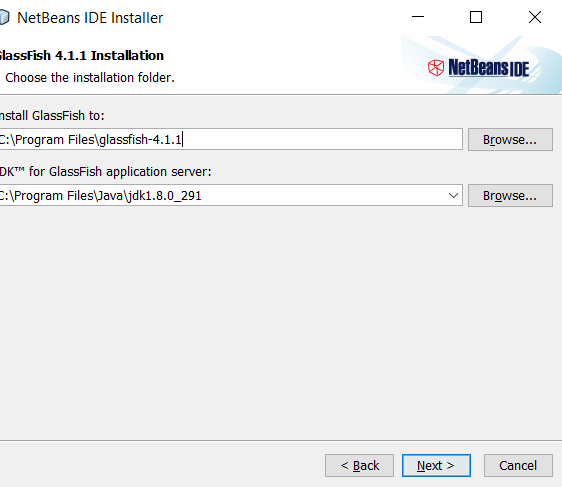 NetBeans IDE Installer
GlassFish 4.1.1 Installation
Choose the installation folder.
NetBeans IDE
nstall GlassFish to:
C:\Program Files\glassfish-4.1.1
Browse...
DK™ for GlassFish application server:
C:\Program Files\Java\jdk1.8.0_291
Browse...
< Back
Next >
Cancel